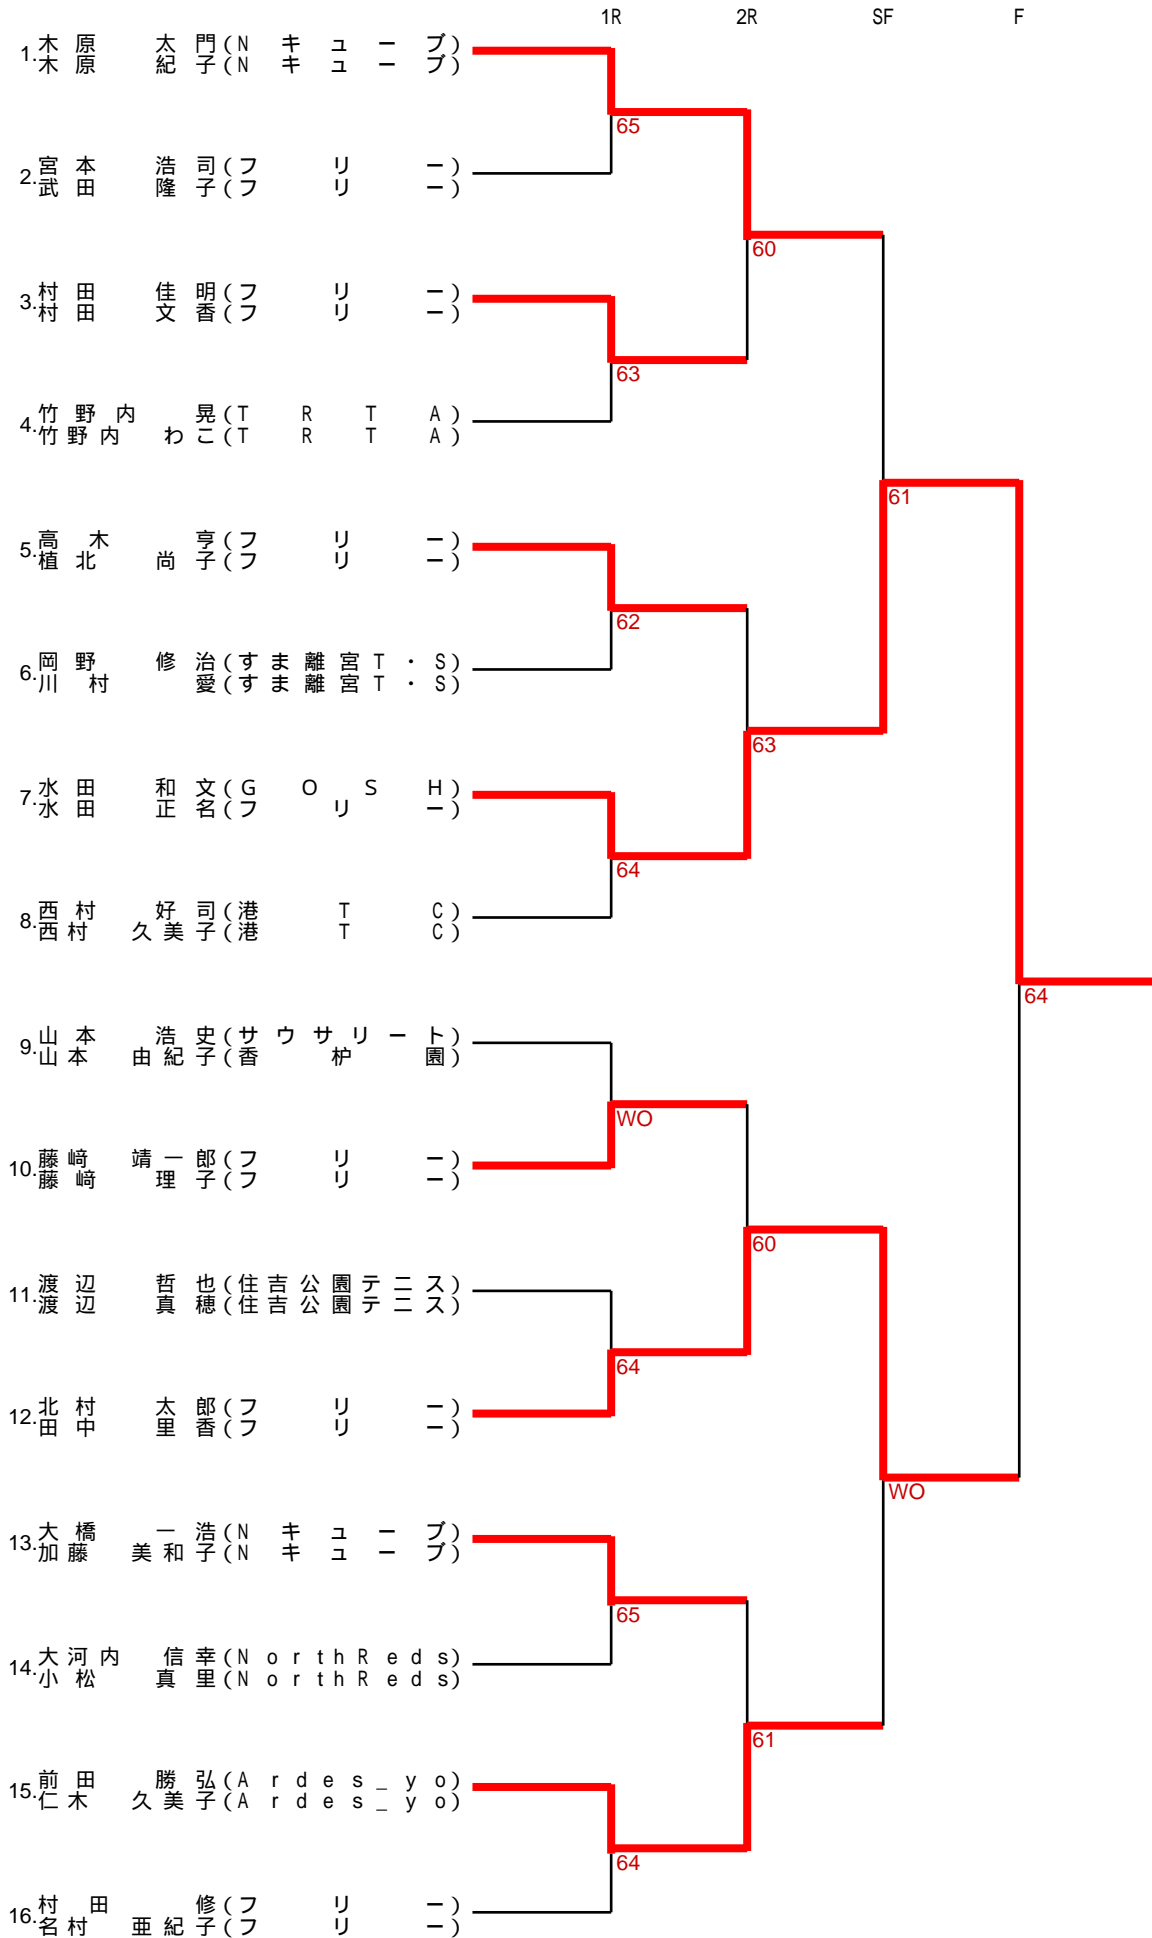 1R 2R SF F
1. 木原 太門(Nキューブ)
木原 紀子(Nキューブ)
65
2. 宮本 浩司(フリー)
武田 隆子(フリー)
60
3. 村田 佳明(フリー)
村田 文香(フリー)
63
4. 竹野内 晃(TRTA)
竹野内 わこ(TRTA)
61
5. 高木 亨(フリー)
植北 尚子(フリー)
62
6. 岡野 修治(すま離宮T・S)
川村 愛(すま離宮T・S)
63
7. 水田 和文(GOSH)
水田 正名(フリー)
64
8. 西村 好司(港TC)
西村 久美子(港TC)
64
9. 山本 浩史(サウサリート)
山本 由紀子(香枦園)
WO
10. 藤﨑 靖一郎(フリー)
藤﨑 理子(フリー)
60
11. 渡辺 哲也(住吉公園テニス)
渡辺 真穂(住吉公園テニス)
64
12. 北村 太郎(フリー)
田中 里香(フリー)
WO
13. 大橋 一浩(Nキューブ)
加藤 美和子(Nキューブ)
65
14. 大河内 信幸(NorthReds)
小松 真里(NorthReds)
61
15. 前田 勝弘(Ardes_yo)
仁木 久美子(Ardes_yo)
64
16. 村田 修(フリー)
名村 亜紀子(フリー)